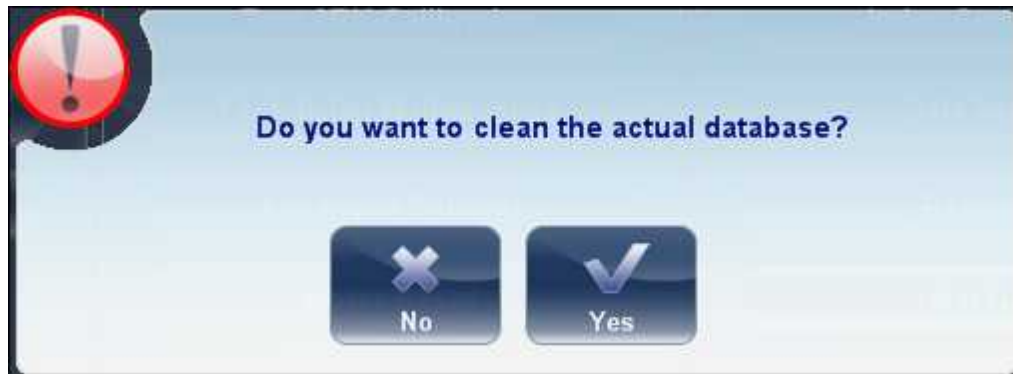 Do you want to clean the actual database?
No
Yes